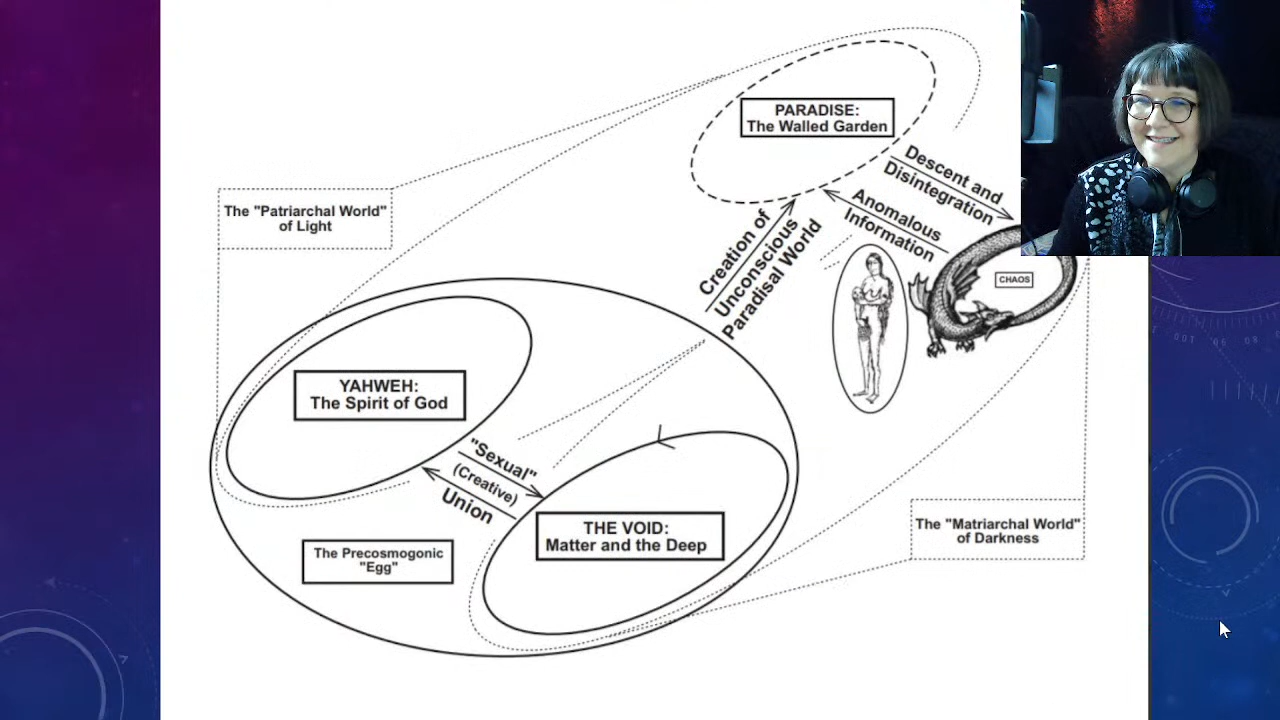 PARADISE:
The Walled Garden
Descent and
Disintegration
Anomalous
Information
CHAOS
Creation of
Unconscious
Paradisal World
The "Patriarchal World"
of Light
YAHWEH:
The Spirit of God
"Sexual"
(Creative)
Union
THE VOID:
Matter and the Deep
The Precosmogonic
"Egg"
The "Matriarchal World"
of Darkness